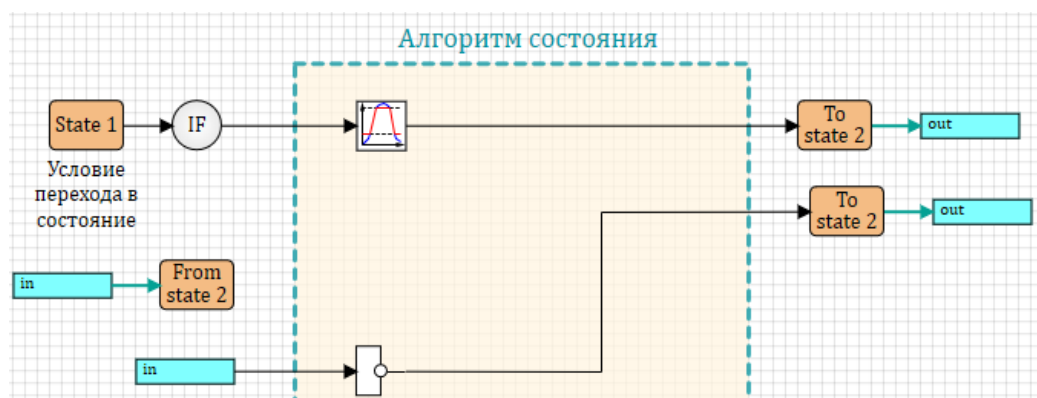 Алгоритм состояния
State 1
IF
To
state 2
out
Условие
перехода в
состояние
To
state 2
out
in
From
state 2
in